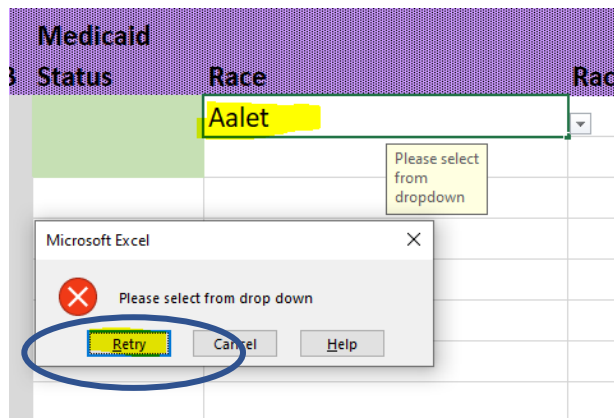 Medicaid
Status
Race
Rac
Aalet
Please select
from
dropdown
Microsoft Excel
Please select from drop down
Retry
Cancel
Help